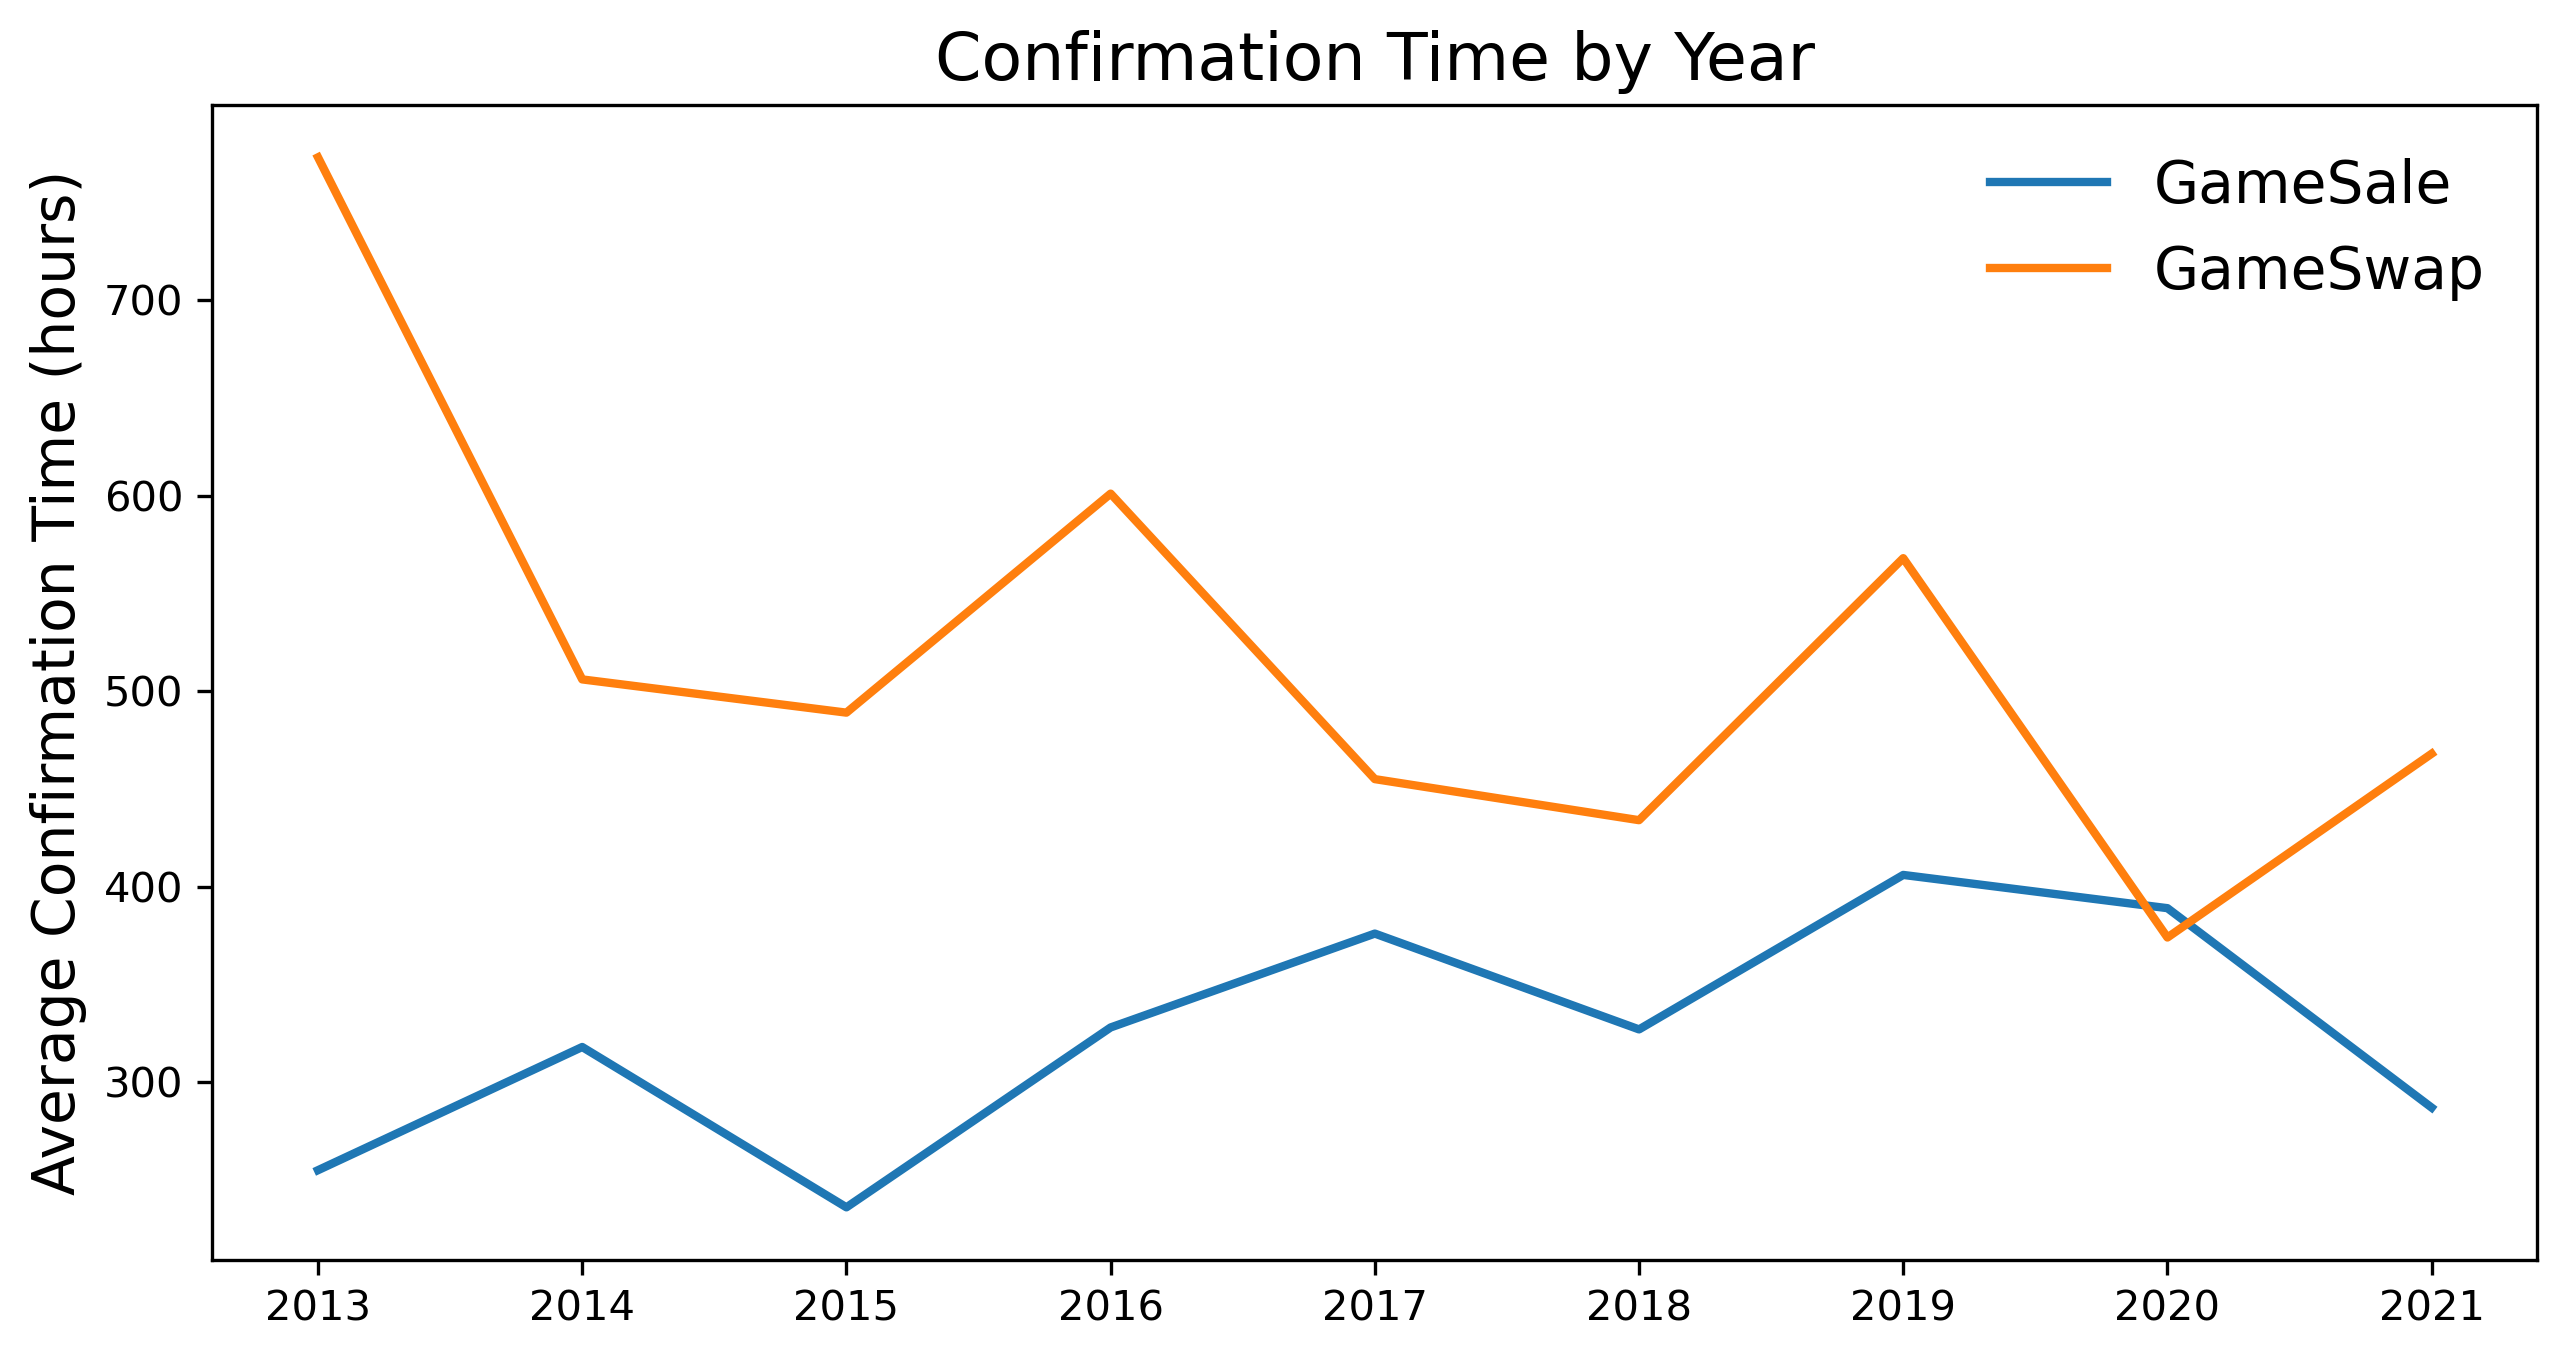 Confirmation Time by Year
Average Confirmation Time (hours)
700
600
500
400
300
GameSale
GameSwap
2013 2014 2015 2016 2017 2018 2019 2020 2021